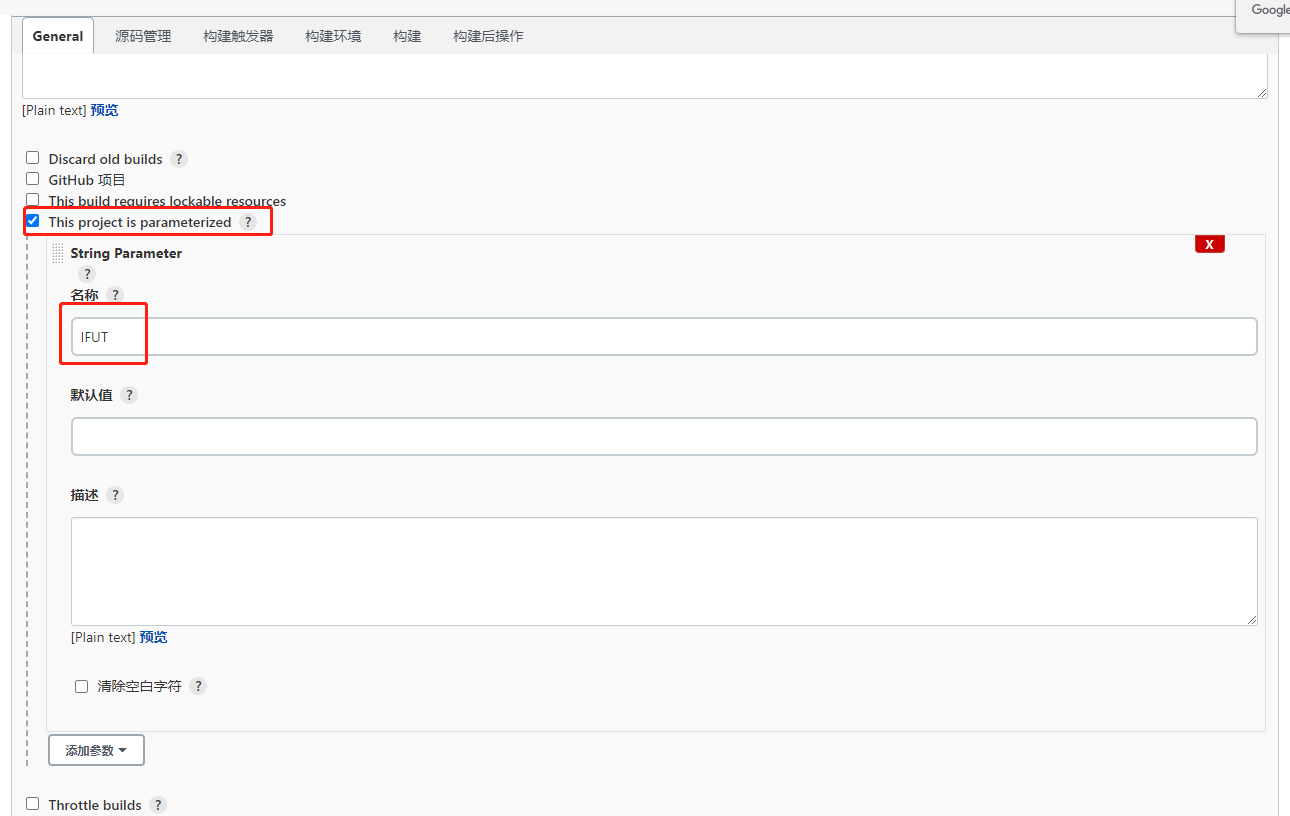 Google
General 源码管理 构建触发器 构建环境 构建 构建后操作
[Plain text] 预览
Discard old builds ?
GitHub 项目
This build requires lockable resources
This project is parameterized ?
X
String Parameter
?
名称 ?
IFUT
默认值 ?
描述 ?
[Plain text] 预览
清除空白字符 ?
添加参数
Throttle builds ?